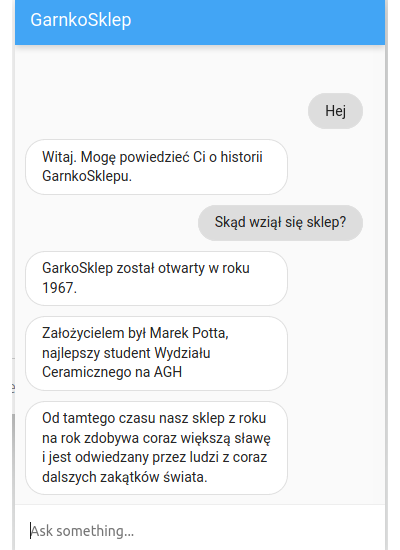 GarnkoSklep
Hej
Witaj. Mogę powiedzieć Ci o historii
GarnkoSklepu.
Skąd wziął się sklep?
GarkoSklep został otwarty w roku
1967.
Założycielem był Marek Potta,
najlepszy student Wydziału
Ceramicznego na AGH
Od tamtego czasu nasz sklep z roku
na rok zdobywa coraz większą sławę
i jest odwiedzany przez ludzi z coraz
dalszych zakątków świata.
Ask something...